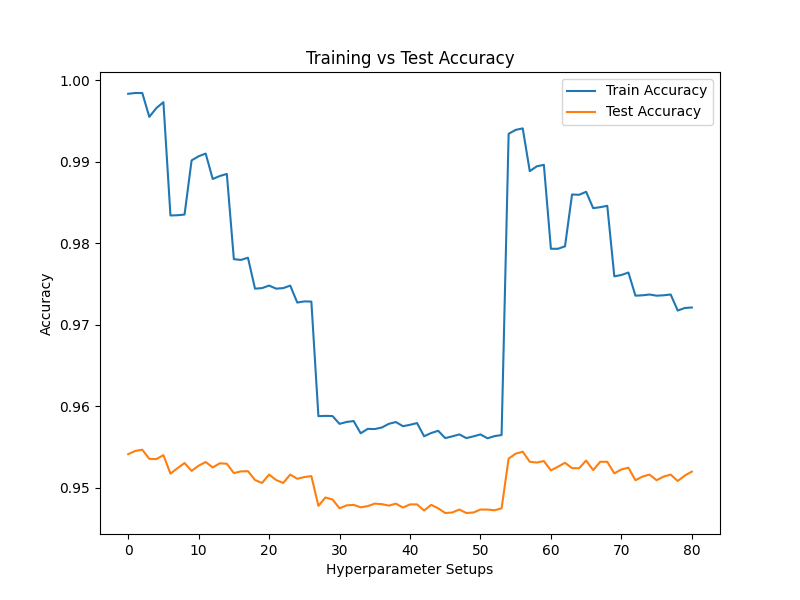 Training vs Test Accuracy
Train Accuracy
Test Accuracy
1.00
0.99
0.98
0.97
0.96
0.95
Accuracy
0 10 20 30 40 50 60 70 80
Hyperparameter Setups